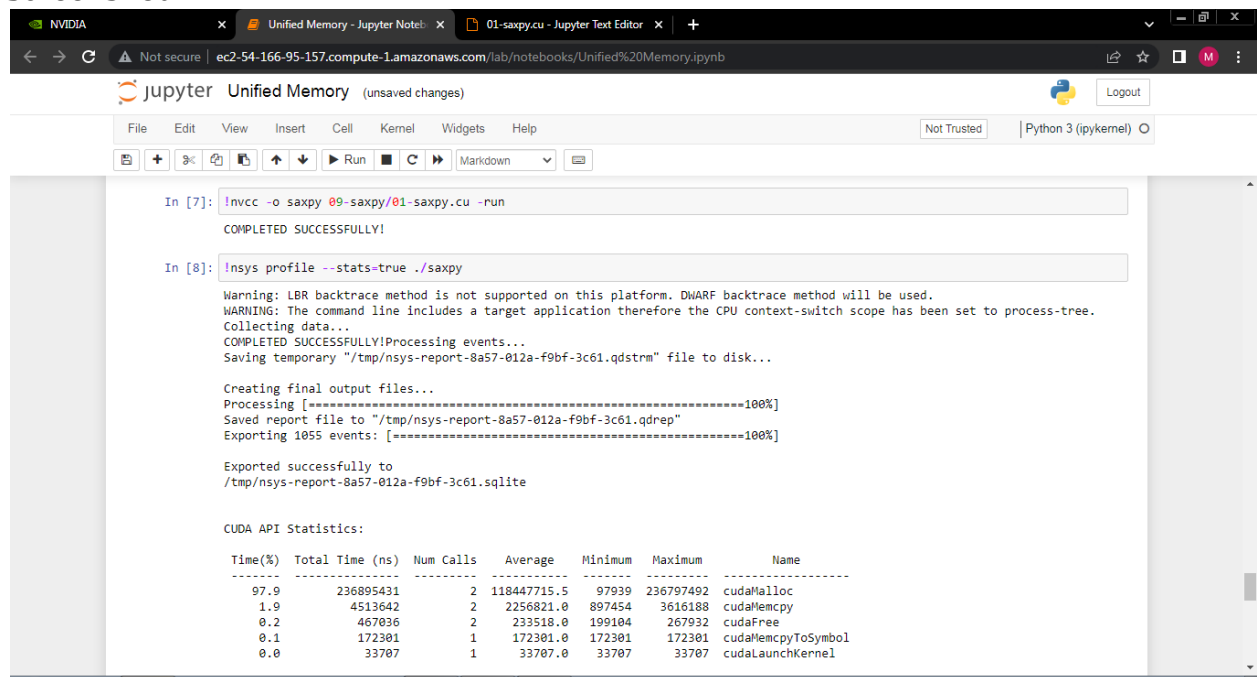 NVIDIA
Unified Memory - Jupyter Noteb
01-saxpy.cu - Jupyter Text Editor
Not secure | ec2-54-166-95-157.compute-1.amazonaws.com/lab/notebooks/Unified%20Memory.ipynb
M
jupyter Unified Memory (unsaved changes)
Logout
File Edit View Insert Cell Kernel Widgets Help
Not Trusted
Python 3 (ipykernel)
Run
Markdown
In [7]: !nvcc -o saxpy 09-saxpy/01-saxpy.cu -run
COMPLETED SUCCESSFULLY!
In [8]: !nsys profile --stats=true ./saxpy
Warning: LBR backtrace method is not supported on this platform. DWARF backtrace method will be used.
WARNING: The command line includes a target application therefore the CPU context-switch scope has been set to process-tree.
Collecting data...
COMPLETED SUCCESSFULLY!Processing events...
Saving temporary "/tmp/nsys-report-8a57-012a-f9bf-3c61.qdstrm" file to disk...
Creating final output files...
Processing [==========================================================100%]
Saved report file to "/tmp/nsys-report-8a57-012a-f9bf-3c61.qdrep"
Exporting 1055 events: [==============================================100%]
Exported successfully to
/tmp/nsys-report-8a57-012a-f9bf-3c61.sqlite
CUDA API Statistics:
Time(%) Total Time (ns) Num Calls Average Minimum Maximum Name
------- --------------- --------- ----------- ------- --------- ------------------
97.9 236895431 2 118447715.5 97939 236797492 cudaMalloc
1.9 4513642 2 2256821.0 897454 3616188 cudaMemcpy
0.2 467036 2 233518.0 199104 267932 cudaFree
0.1 172301 1 172301.0 172301 172301 cudaMemcpyToSymbol
0.0 33707 1 33707.0 33707 33707 cudaLaunchKernel